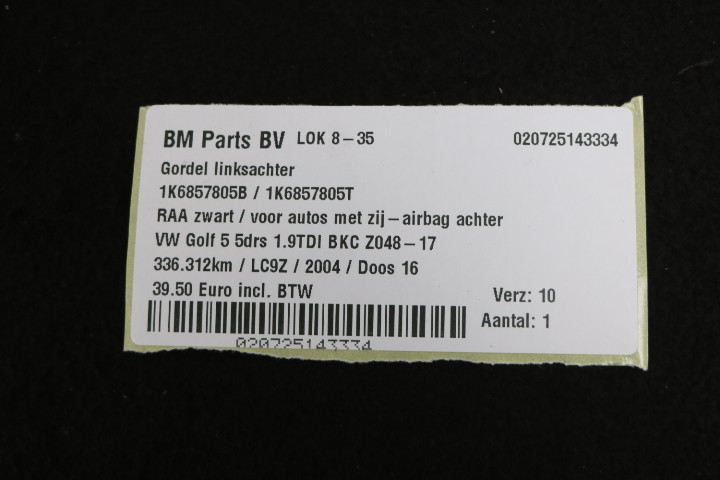 BM Parts BV LOK 8-35 020725143334
Gordel linksachter
1K6857805B / 1K6857805T
RAA zwart / voor autos met zij-airbag achter
VW Golf 5 5drs 1.9TDI BKC Z048-17
336.312km / LC9Z / 2004 / Doos 16
39.50 Euro incl. BTW Verz: 10
Aantal: 1
020725143334